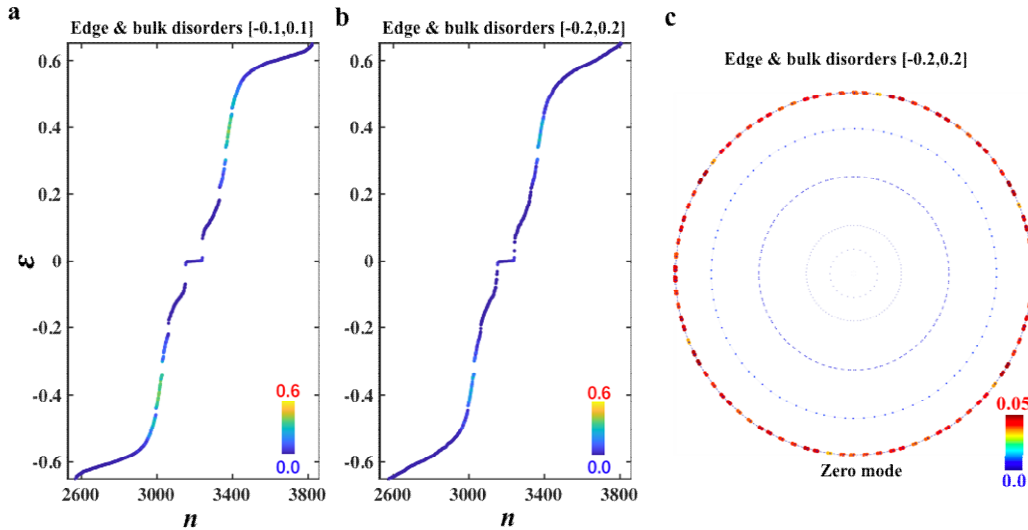 a
Edge & bulk disorders [-0.1,0.1]
0.6
0.4
0.2
0
-0.2
-0.4
-0.6
ε
2600 3000 3400 3800
n
0.6
0.0
b
Edge & bulk disorders [-0.2,0.2]
0.6
0.4
0.2
0
-0.2
-0.4
-0.6
2600 3000 3400 3800
n
0.6
0.0
c
Edge & bulk disorders [-0.2,0.2]
0.05
0.0
Zero mode